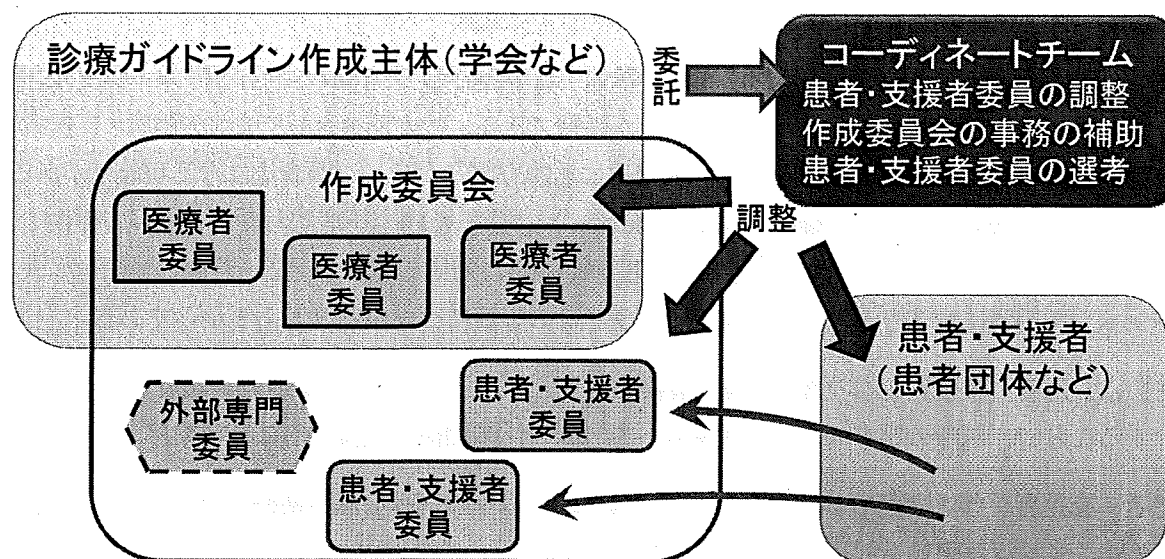 診療ガイドライン作成主体(学会など)
委託
コーディネートチーム
患者・支援者委員の調整
作成委員会の事務の補助
患者・支援者委員の選考
作成委員会
調整
医療者
委員
医療者
委員
医療者
委員
患者・支援者
(患者団体など)
外部専門
委員
患者・支援者
委員
患者・支援者
委員